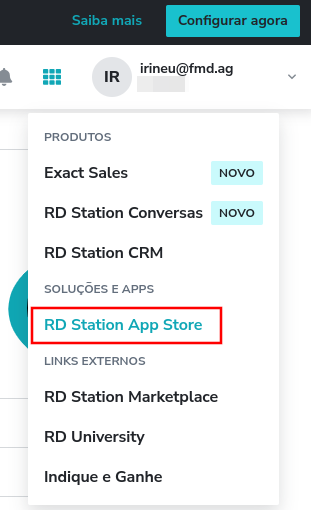 Saiba mais
Configurar agora
IR
irineu@fmd.ag
PRODUTOS
Exact Sales NOVO
RD Station Conversas NOVO
RD Station CRM
SOLUÇÕES E APPS
RD Station App Store
LINKS EXTERNOS
RD Station Marketplace
RD University
Indique e Ganhe